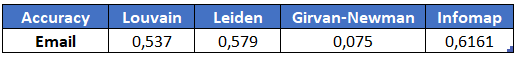 Accuracy Louvain Leiden Girvan-Newman Infomap
Email 0,537 0,579 0,075 0,6161